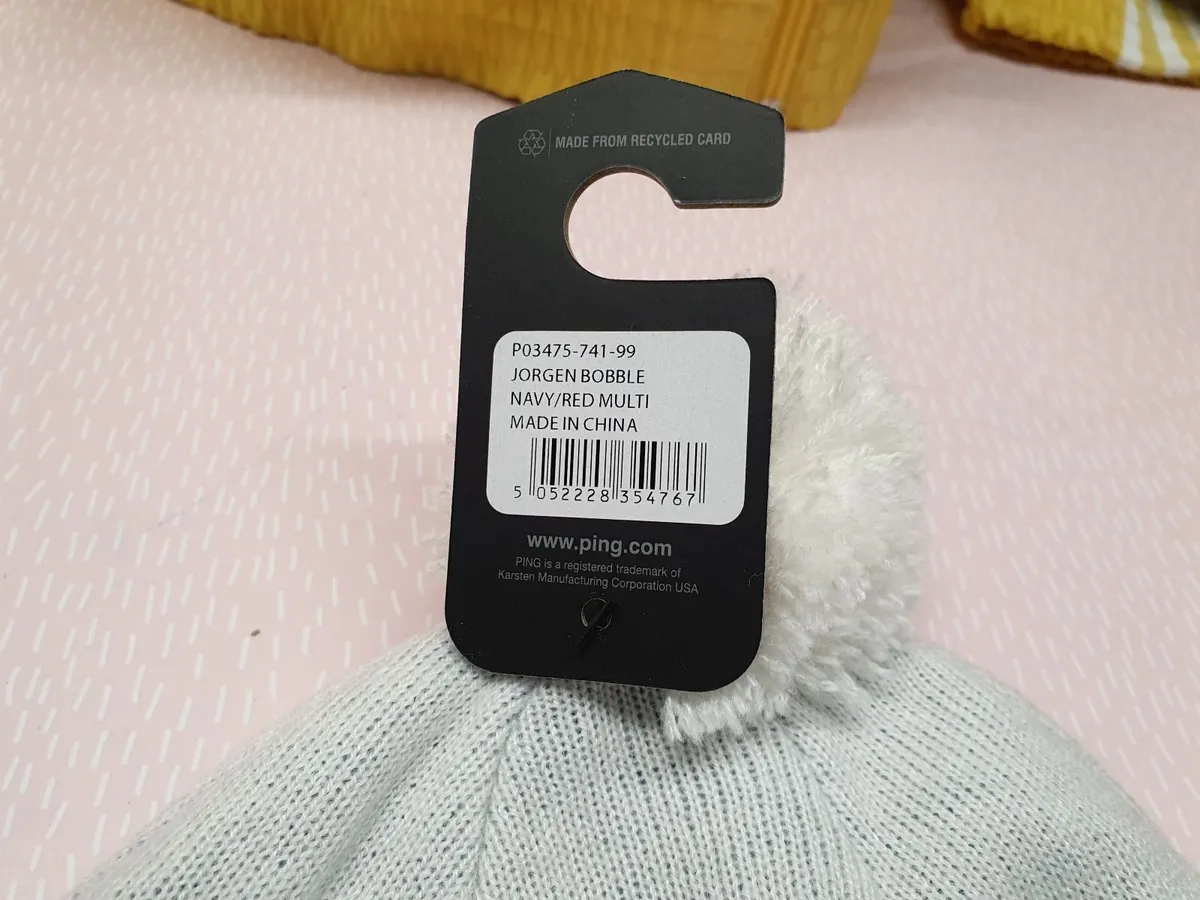 MADE FROM RECYCLED CARD
P03475-741-99
JORGEN BOBBLE
NAVY/RED MULTI
MADE IN CHINA
5 052228 354767
www.ping.com
PING is a registered trademark of
Karsten Manufacturing Corporation USA